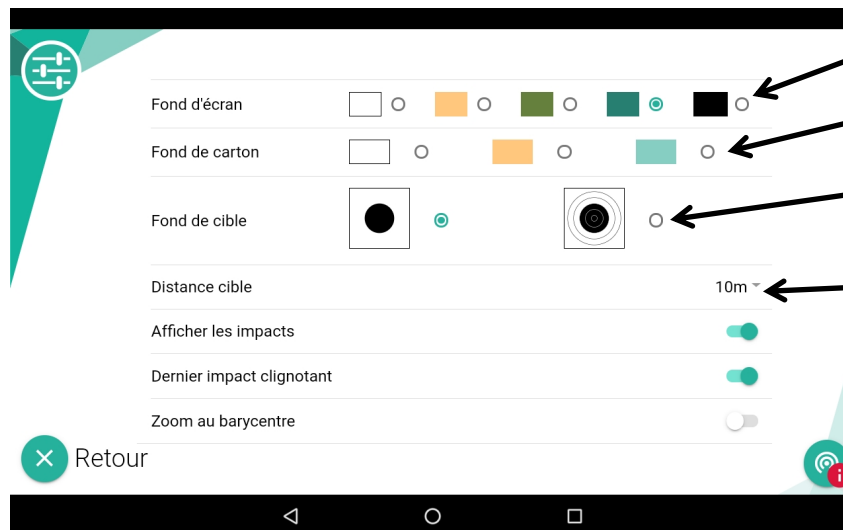 Fond d'écran
Fond de carton
Fond de cible
Distance cible 10m
Afficher les impacts
Dernier impact clignotant
Zoom au barycentre
Retour
i